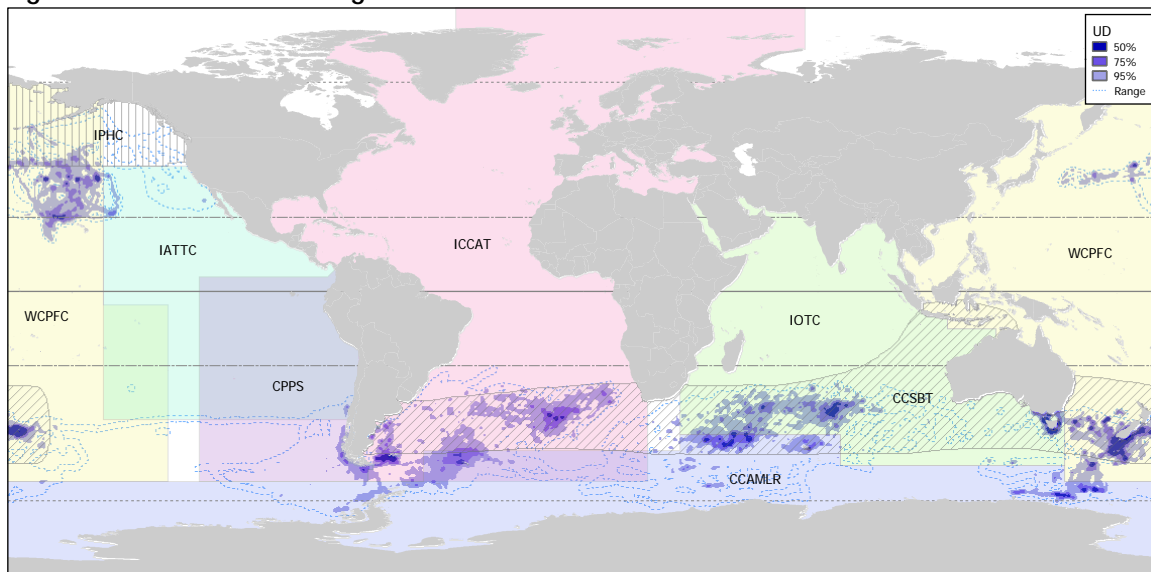 UD
50%
75%
95%
Range
IPHC
IATTC
ICCAT
WCPFC
WCPFC
IOTC
CPPS
CCSBT
CCAMLR